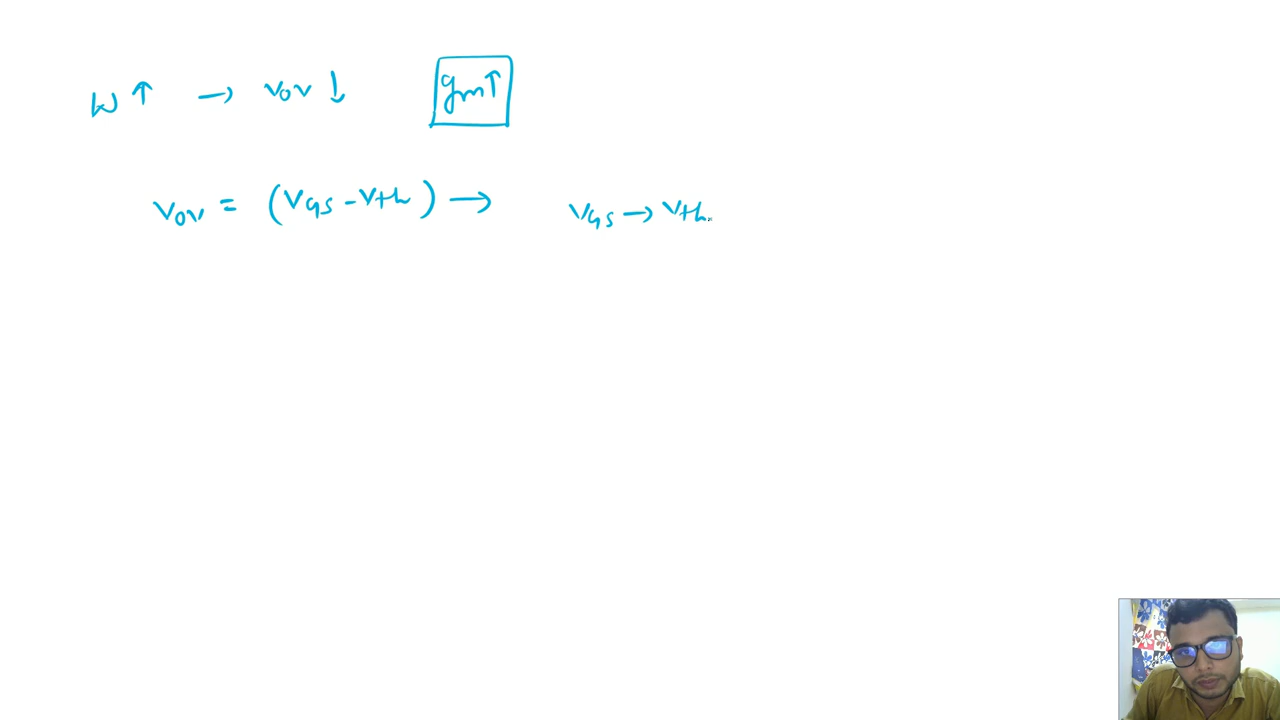 W ↑ → Vov ↓ gm↑
Vov = (VGS - Vth) → VGS → Vth